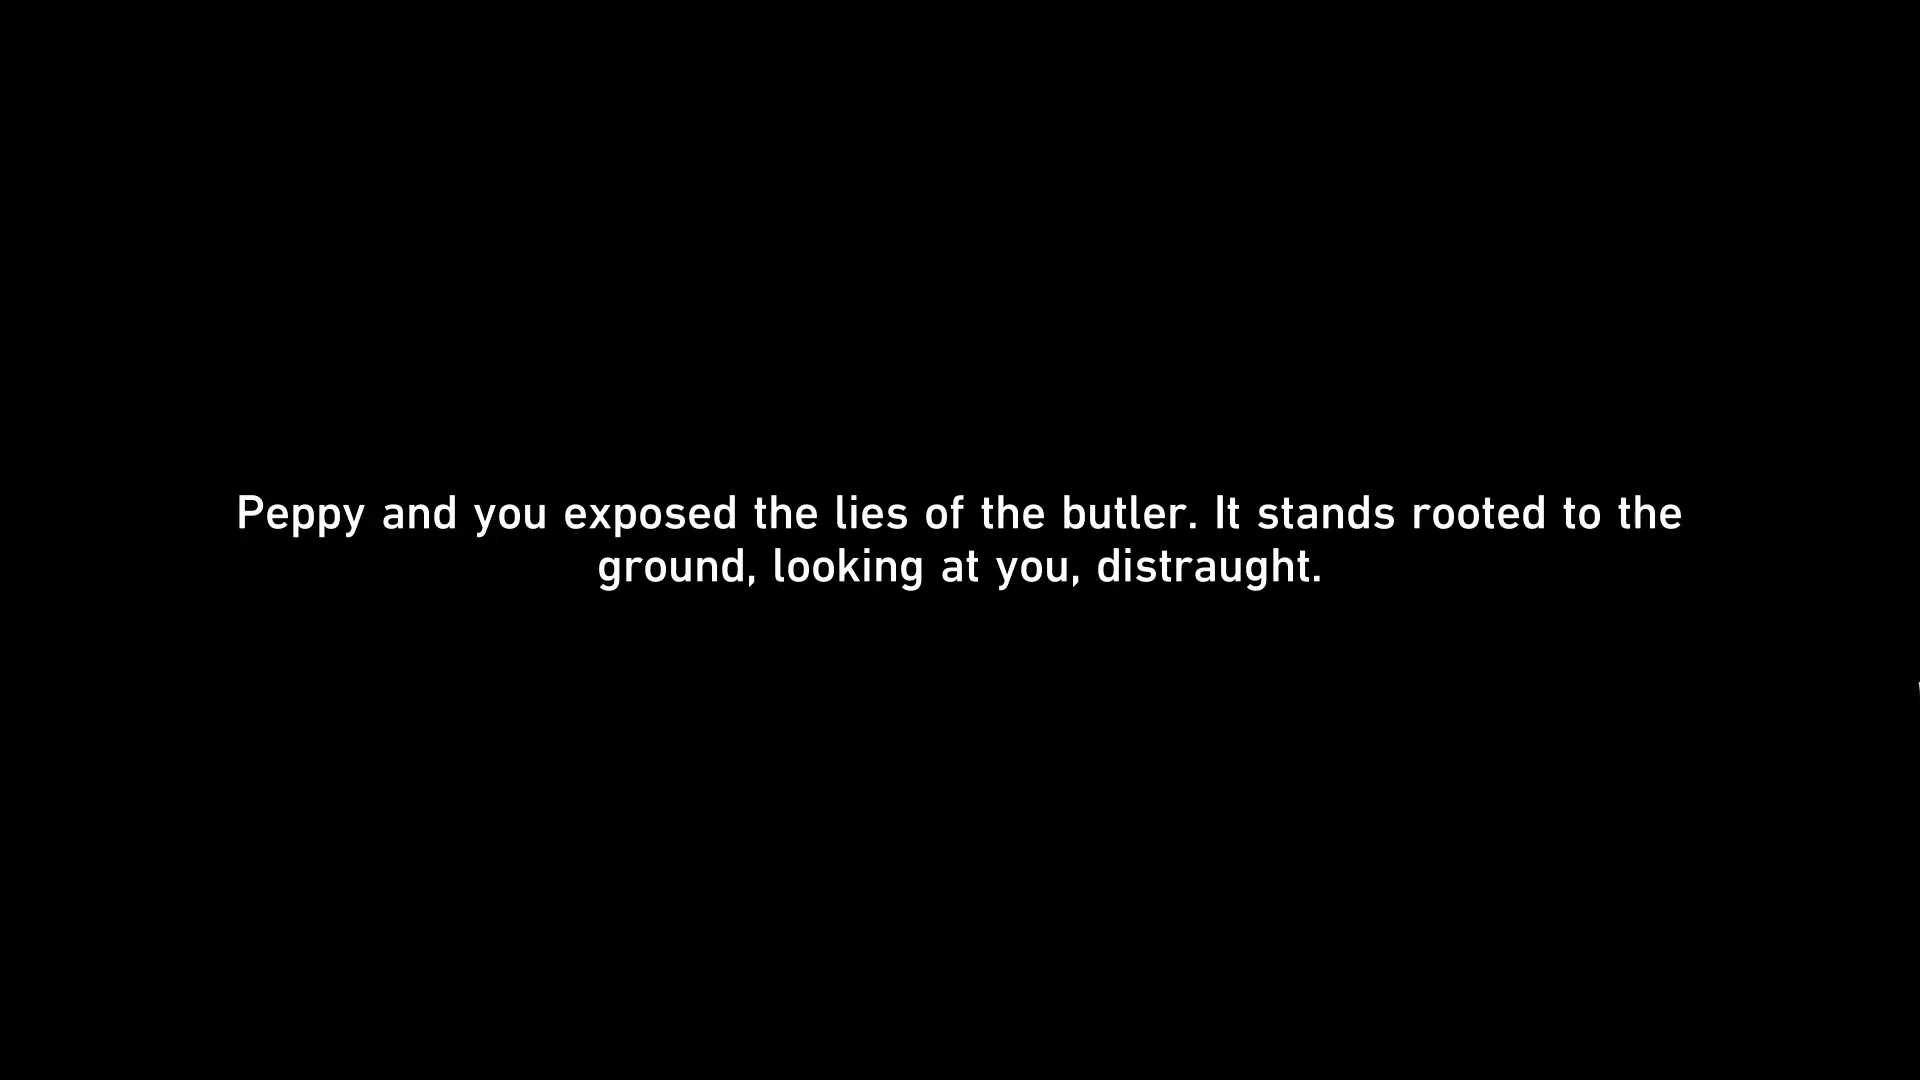 Peppy and you exposed the lies of the butler. It stands rooted to the
ground, looking at you, distraught.